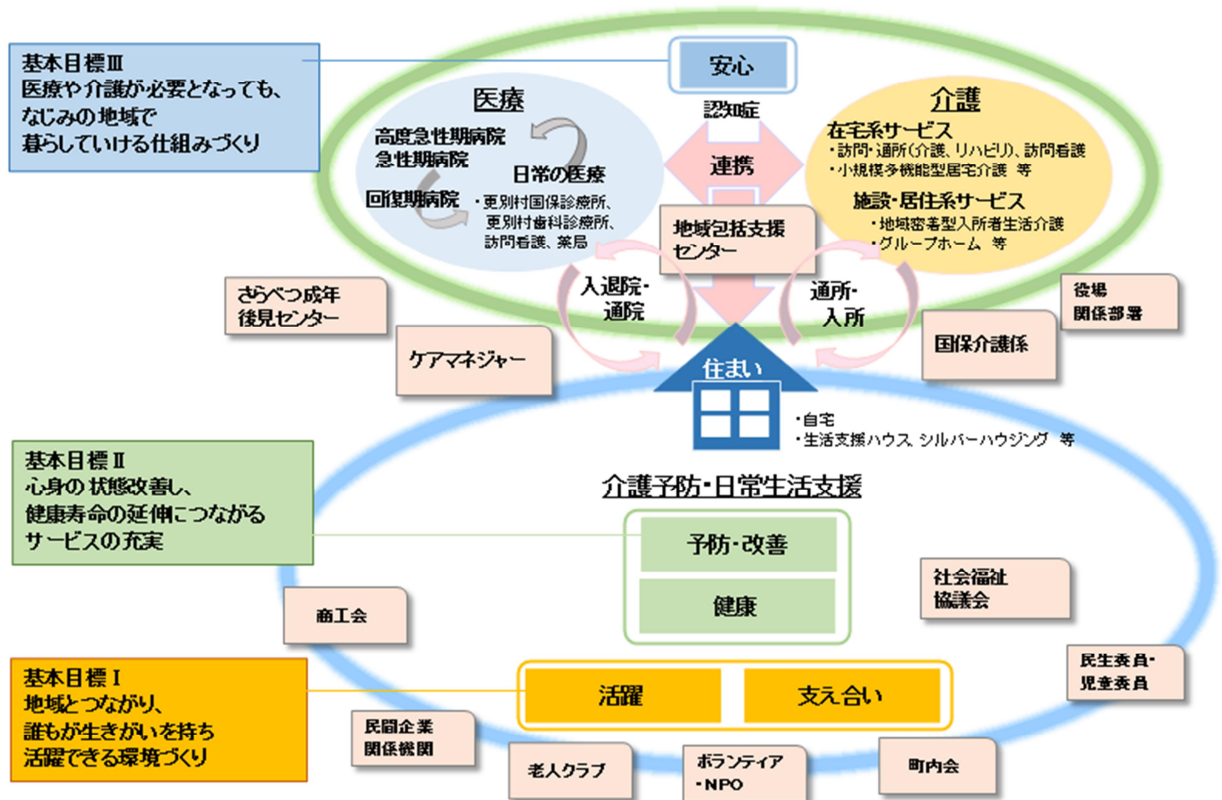 基本目標Ⅲ
医療や介護が必要となっても、
なじみの地域で
暮らしていける仕組みづくり
安心
医療
高度急性期病院
急性期病院
回復期病院
日常の医療
・更別村国保診療所、
更別村歯科診療所、
訪問看護、薬局
認知症
連携
地域包括支援
センター
介護
在宅系サービス
・訪問・通所(介護、リハビリ)、訪問看護
・小規模多機能型居宅介護 等
施設・居住系サービス
・地域密着型入所者生活介護
・グループホーム 等
入退院・
通院
通所・
入所
さらべつ成年
後見センター
ケアマネジャー
国保介護係
役場
関係部署
住まい
・自宅
・生活支援ハウス、シルバーハウジング 等
基本目標Ⅱ
心身の状態改善し、
健康寿命の延伸につながる
サービスの充実
介護予防・日常生活支援
予防・改善
健康
商工会
社会福祉
協議会
基本目標Ⅰ
地域とつながり、
誰もが生きがいを持ち
活躍できる環境づくり
活躍
支え合い
民生委員・
児童委員
民間企業
関係機関
老人クラブ
ボランティア
・NPO
町内会